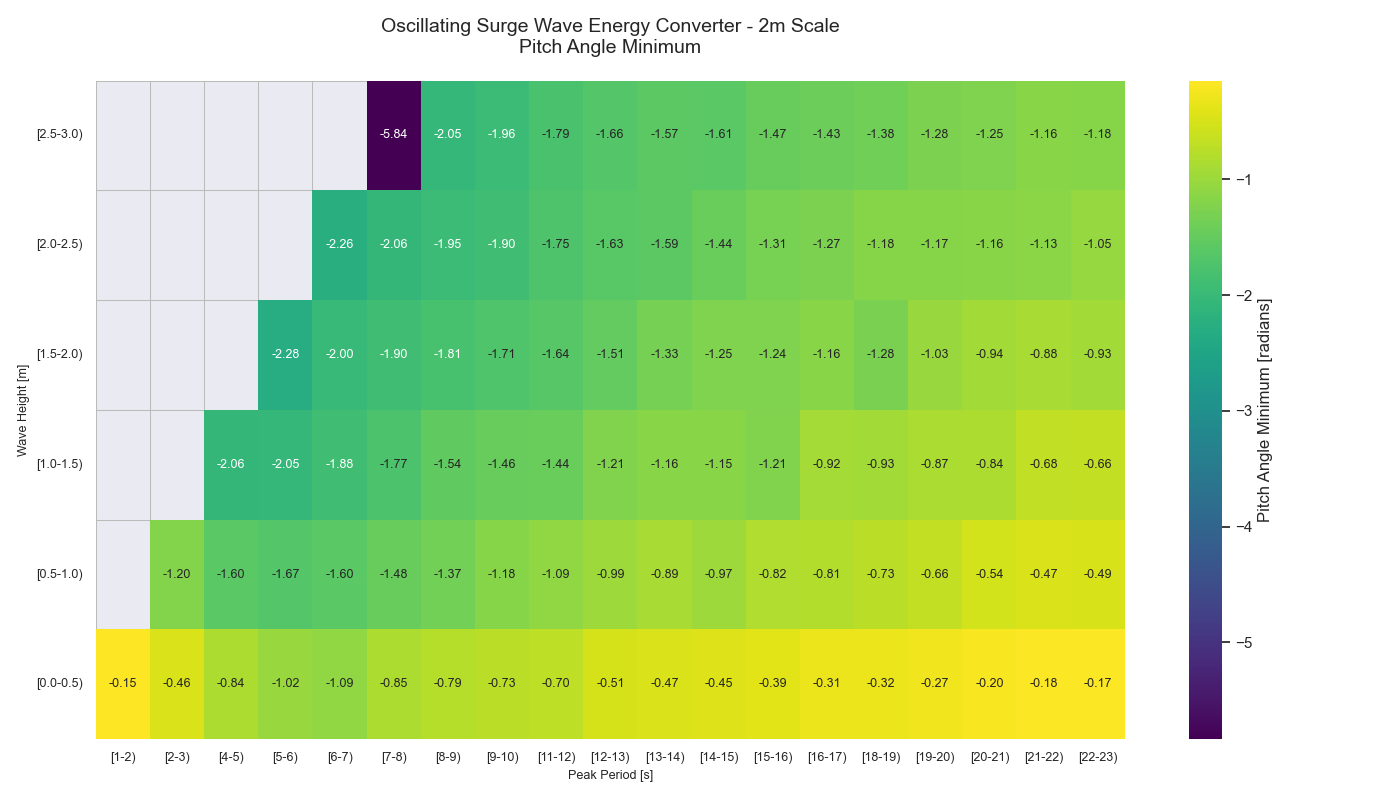 Oscillating Surge Wave Energy Converter - 2m Scale
Pitch Angle Minimum
Wave Height [m]
[2.5-3.0) -5.84 -2.05 -1.96 -1.79 -1.66 -1.57 -1.61 -1.47 -1.43 -1.38 -1.28 -1.25 -1.16 -1.18
[2.0-2.5) -2.26 -2.06 -1.95 -1.90 -1.75 -1.63 -1.59 -1.44 -1.31 -1.27 -1.18 -1.17 -1.16 -1.13 -1.05
[1.5-2.0) -2.28 -2.00 -1.90 -1.81 -1.71 -1.64 -1.51 -1.33 -1.25 -1.24 -1.16 -1.28 -1.03 -0.94 -0.88 -0.93
[1.0-1.5) -2.06 -2.05 -1.88 -1.77 -1.54 -1.46 -1.44 -1.21 -1.16 -1.15 -1.21 -0.92 -0.93 -0.87 -0.84 -0.68 -0.66
[0.5-1.0) -1.20 -1.60 -1.67 -1.60 -1.48 -1.37 -1.18 -1.09 -0.99 -0.89 -0.97 -0.82 -0.81 -0.73 -0.66 -0.54 -0.47 -0.49
[0.0-0.5) -0.15 -0.46 -0.84 -1.02 -1.09 -0.85 -0.79 -0.73 -0.70 -0.51 -0.47 -0.45 -0.39 -0.31 -0.32 -0.27 -0.20 -0.18 -0.17
[1-2) [2-3) [4-5) [5-6) [6-7) [7-8) [8-9) [9-10) [11-12) [12-13) [13-14) [14-15) [15-16) [16-17) [18-19) [19-20) [20-21) [21-22) [22-23)
Peak Period [s]
−1
−2
−3
−4
−5
Pitch Angle Minimum [radians]